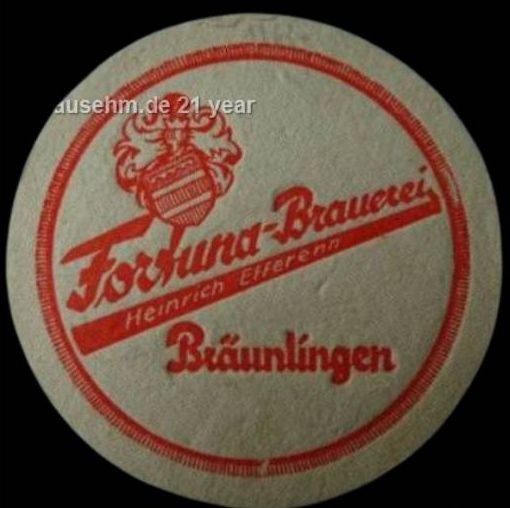 ausehm.de 21 year
Fortuna-Brauerei
Heinrich Efferenn
Bräunlingen